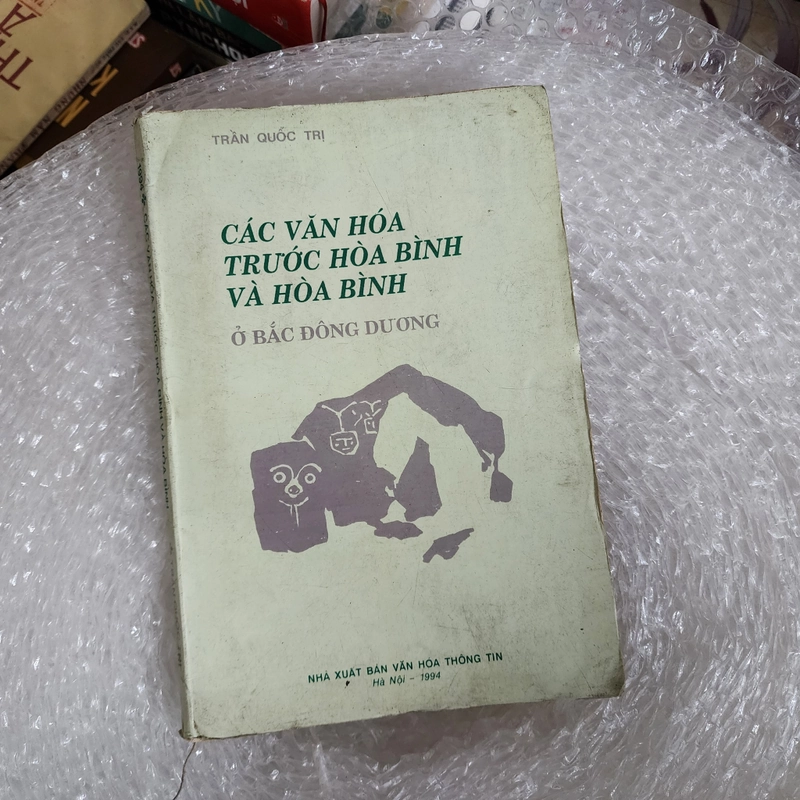 TRẦN QUỐC TRỊ
CÁC VĂN HÓA
TRƯỚC HÒA BÌNH
VÀ HÒA BÌNH
Ở BẮC ĐÔNG DƯƠNG
NHÀ XUẤT BẢN VĂN HÓA THÔNG TIN
Hà Nội - 1994